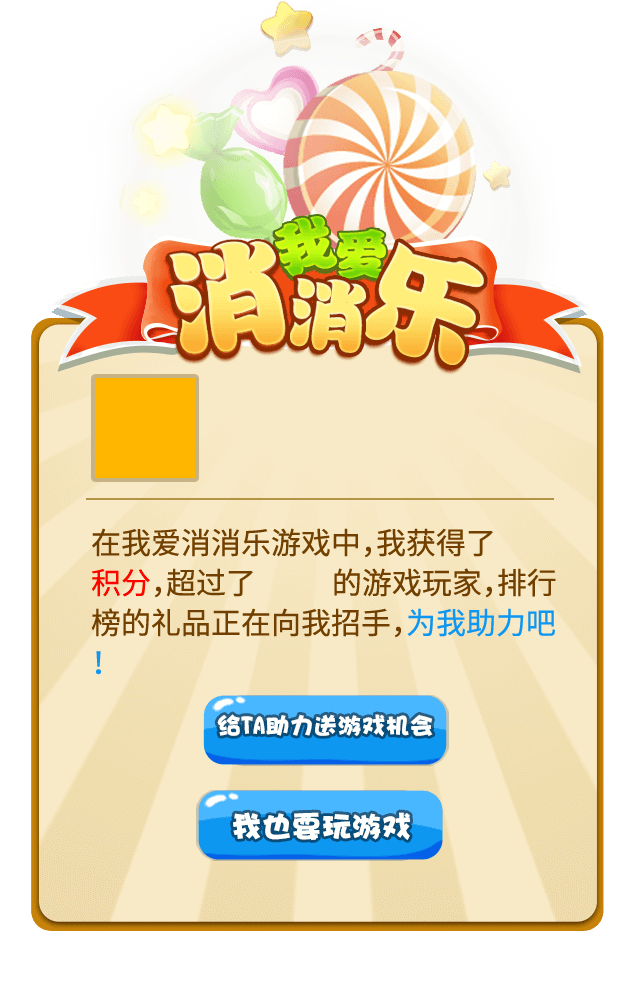 我爱
消消乐
在我爱消消乐游戏中,我获得了
积分,超过了 的游戏玩家,排行
榜的礼品正在向我招手,为我助力吧
!
给TA助力送游戏机会
我也要玩游戏